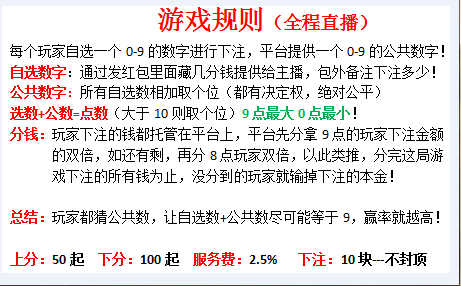 游戏规则（全程直播）
每个玩家自选一个 0-9 的数字进行下注，平台提供一个 0-9 的公共数字！
自选数字：通过发红包里面藏几分钱提供给主播，包外备注下注多少！
公共数字：所有自选数相加取个位（都有决定权，绝对公平）
选数+公数=点数（大于 10 则取个位）9 点最大 0 点最小！
分钱：玩家下注的钱都托管在平台上，平台先分拿 9 点的玩家下注金额
的双倍，如还有剩，再分 8 点玩家双倍，以此类推，分完这局游
戏下注的所有钱为止，没分到的玩家就输掉下注的本金！
总结：玩家都猜公共数，让自选数+公共数尽可能等于 9，赢率就越高！
上分：50 起 下分：100 起 服务费：2.5% 下注：10 块---不封顶